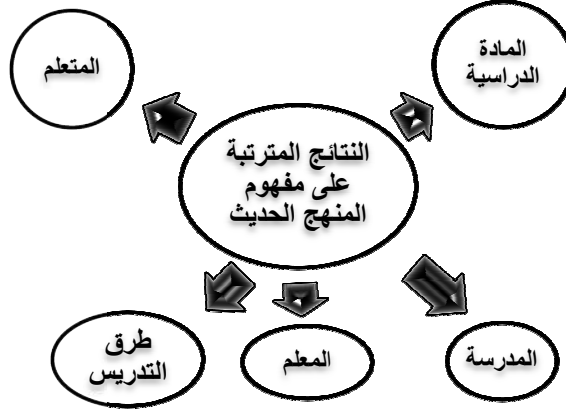 المادة
الدراسية
المتعلم
النتائج المترتبة
على مفهوم
المنهج الحديث
المدرسة
المعلم
طرق
التدريس